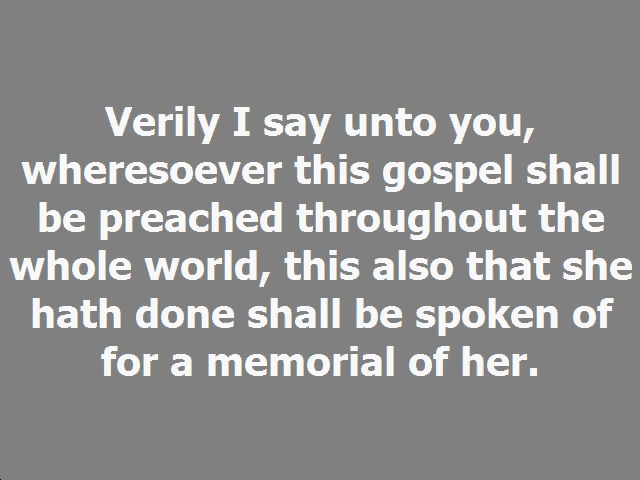 Verily I say unto you,
wheresoever this gospel shall
be preached throughout the
whole world, this also that she
hath done shall be spoken of
for a memorial of her.